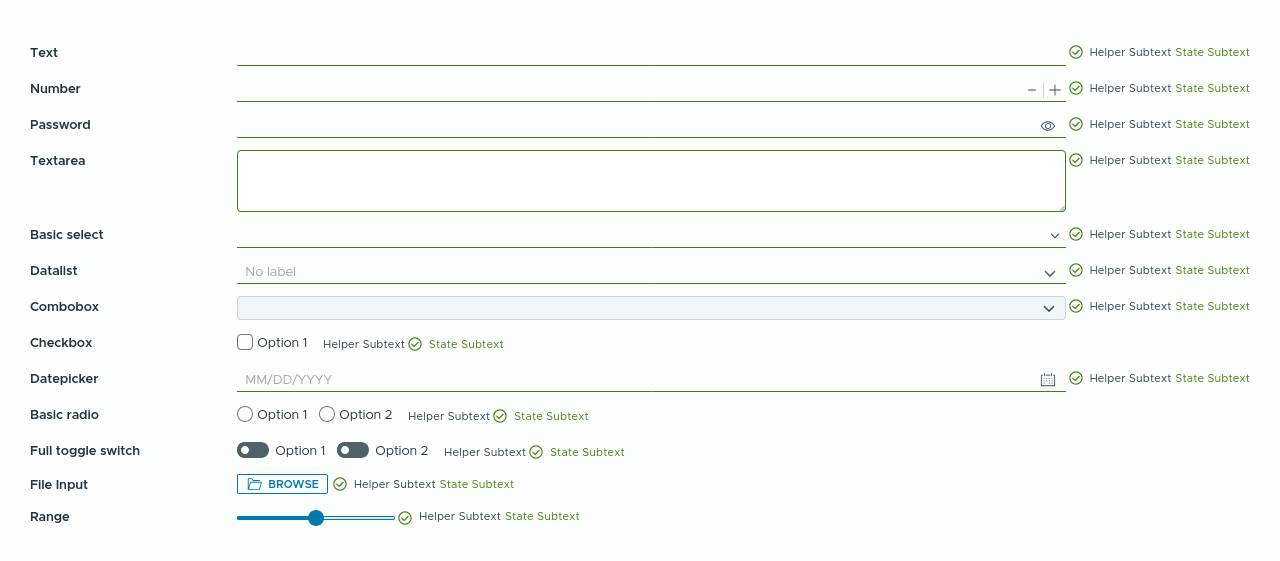 Text Helper Subtext State Subtext
Number Helper Subtext State Subtext
Password Helper Subtext State Subtext
Textarea Helper Subtext State Subtext
Basic select Helper Subtext State Subtext
Datalist No label Helper Subtext State Subtext
Combobox Helper Subtext State Subtext
Checkbox Option 1 Helper Subtext State Subtext
Datepicker MM/DD/YYYY Helper Subtext State Subtext
Basic radio Option 1 Option 2 Helper Subtext State Subtext
Full toggle switch Option 1 Option 2 Helper Subtext State Subtext
File Input BROWSE Helper Subtext State Subtext
Range Helper Subtext State Subtext